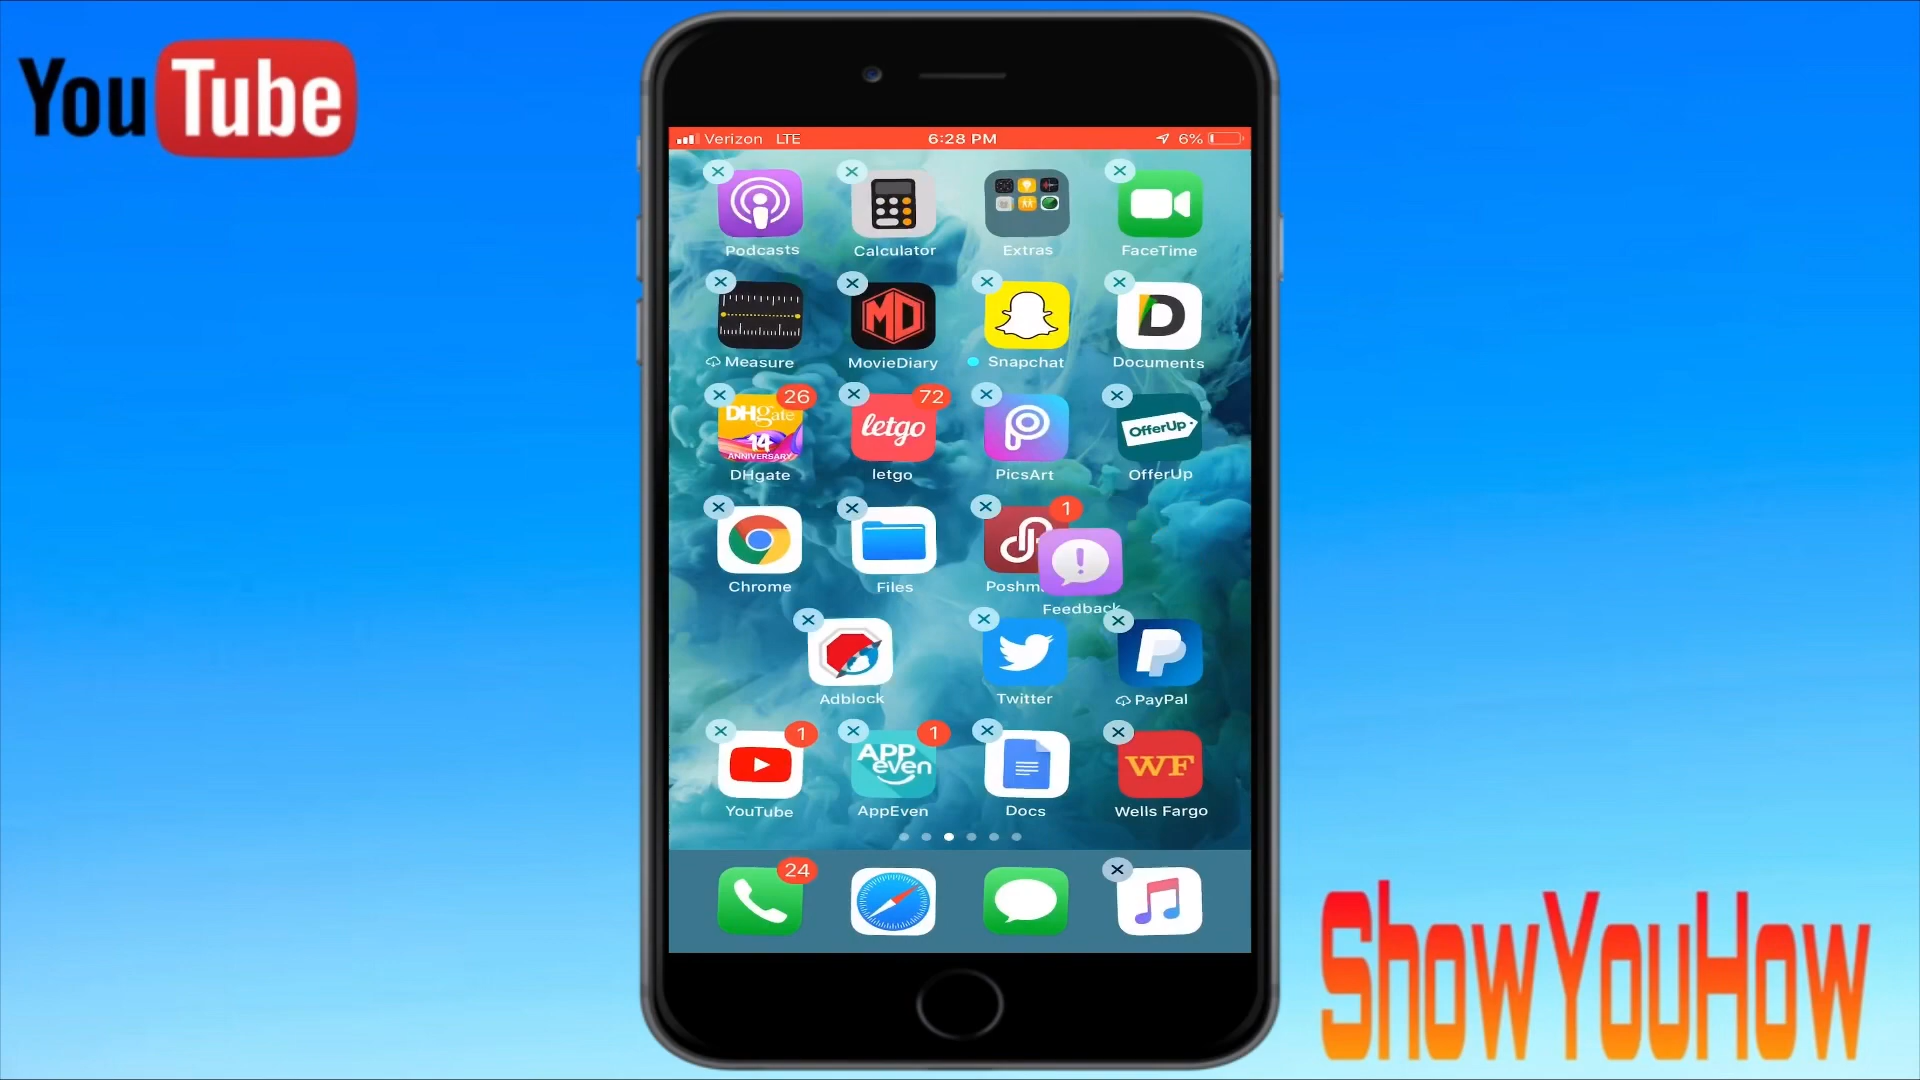 YouTube
Verizon LTE 6:28 PM 6%
Podcasts Calculator Extras FaceTime
MD
D
Measure MovieDiary Snapchat Documents
26 72
DHgate letgo OfferUp
14
ANNIVERSARY
DHgate letgo PicsArt OfferUp
1
Chrome Files Poshm
Feedback
Adblock Twitter PayPal
1 1
APP
even WF
YouTube AppEven Docs Wells Fargo
24
ShowYouHow